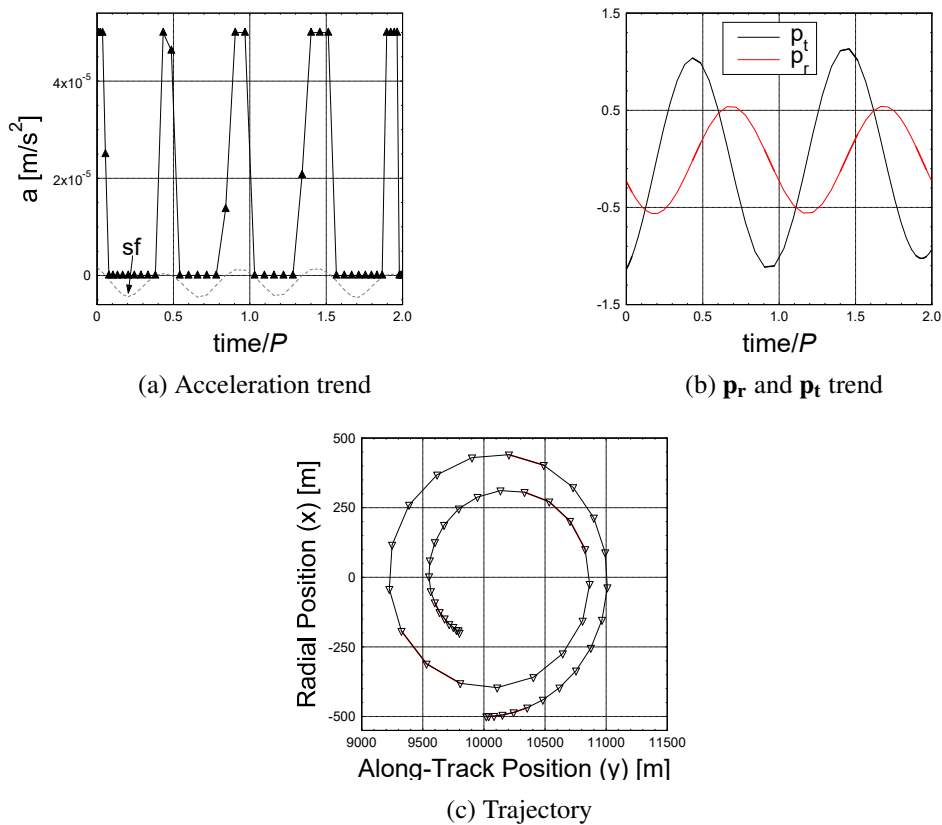 a [m/s²]
4x10⁻⁵
2x10⁻⁵
0
sf
0 0.5 1.0 1.5 2.0
time/P
(a) Acceleration trend
1.5
0.5
-0.5
-1.5
p_t
p_r
0 0.5 1.0 1.5 2.0
time/P
(b) p_r and p_t trend
Radial Position (x) [m]
500
250
0
-250
-500
9000 9500 10000 10500 11000 11500
Along-Track Position (y) [m]
(c) Trajectory